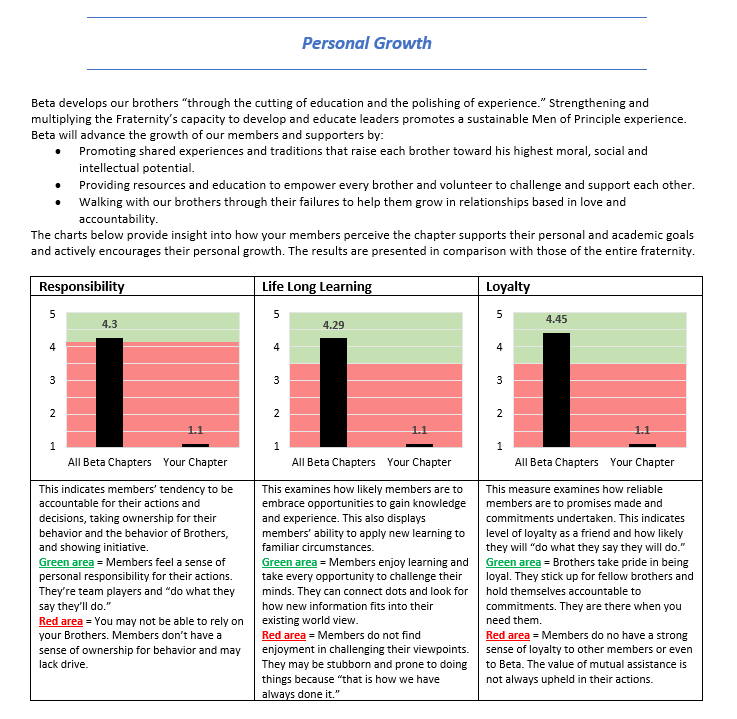 Personal Growth
Beta develops our brothers “through the cutting of education and the polishing of experience.” Strengthening and
multiplying the Fraternity’s capacity to develop and educate leaders promotes a sustainable Men of Principle experience.
Beta will advance the growth of our members and supporters by:
• Promoting shared experiences and traditions that raise each brother toward his highest moral, social and
intellectual potential.
• Providing resources and education to empower every brother and volunteer to challenge and support each other.
• Walking with our brothers through their failures to help them grow in relationships based in love and
accountability.
The charts below provide insight into how your members perceive the chapter supports their personal and academic goals
and actively encourages their personal growth. The results are presented in comparison with those of the entire fraternity.
Responsibility
5
4.3
4
3
2
1.1
1
All Beta Chapters Your Chapter
This indicates members’ tendency to be
accountable for their actions and
decisions, taking ownership for their
behavior and the behavior of Brothers,
and showing initiative.
Green area = Members feel a sense of
personal responsibility for their actions.
They’re team players and “do what they
say they’ll do.”
Red area = You may not be able to rely on
your Brothers. Members don’t have a
sense of ownership for behavior and may
lack drive.
Life Long Learning
5
4.29
4
3
2
1.1
1
All Beta Chapters Your Chapter
This examines how likely members are to
embrace opportunities to gain knowledge
and experience. This also displays
members’ ability to apply new learning to
familiar circumstances.
Green area = Members enjoy learning and
take every opportunity to challenge their
minds. They can connect dots and look for
how new information fits into their
existing world view.
Red area = Members do not find
enjoyment in challenging their viewpoints.
They may be stubborn and prone to doing
things because “that is how we have
always done it.”
Loyalty
5
4.45
4
3
2
1.1
1
All Beta Chapters Your Chapter
This measure examines how reliable
members are to promises made and
commitments undertaken. This indicates
level of loyalty as a friend and how likely
they will “do what they say they will do.”
Green area = Brothers take pride in being
loyal. They stick up for fellow brothers and
hold themselves accountable to
commitments. They are there when you
need them.
Red area = Members do no have a strong
sense of loyalty to other members or even
to Beta. The value of mutual assistance is
not always upheld in their actions.